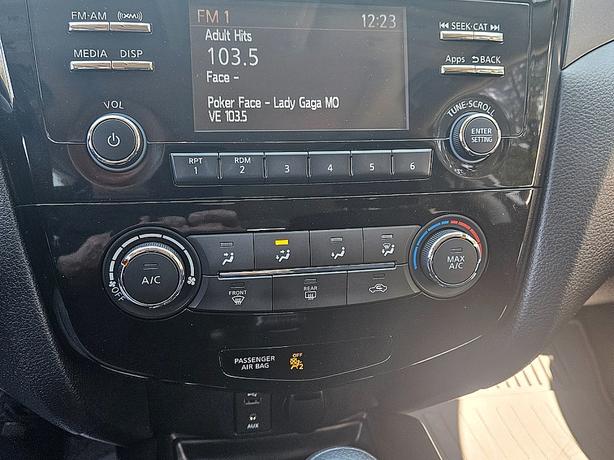 FM·AM
((SXM))
MEDIA
DISP
FM 1
12:23
Adult Hits
103.5
Face -
Poker Face - Lady Gaga MO
VE 103.5
SEEK·CAT
Apps
BACK
VOL
TUNE·SCROLL
ENTER
SETTING
RPT
1
RDM
2
3
4
5
6
OFF
A/C
MAX
A/C
FRONT
REAR
PASSENGER
AIR BAG
OFF
2
AUX